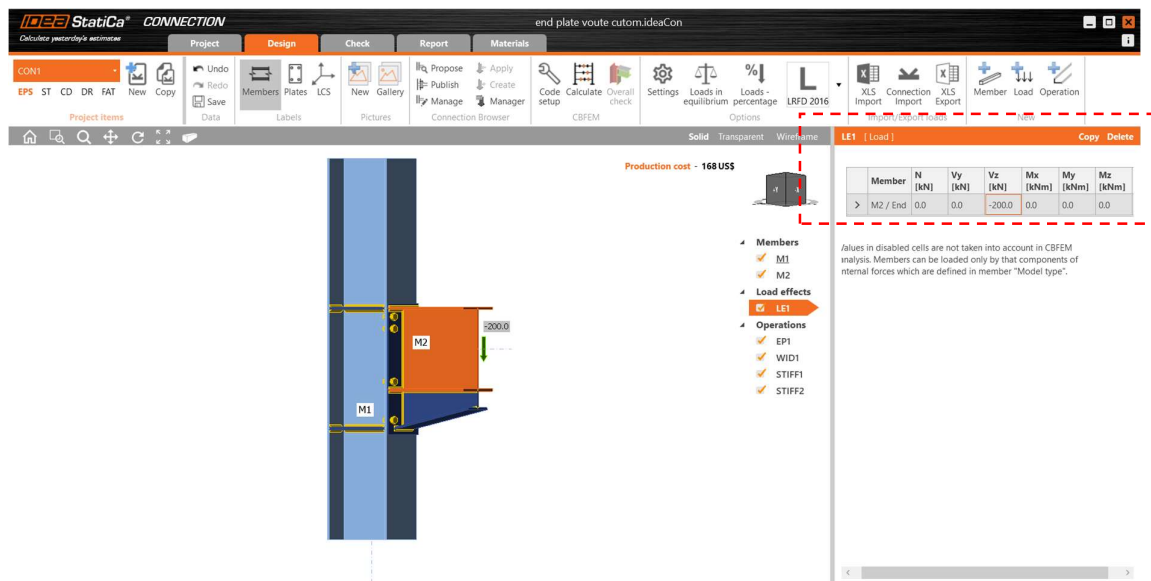 IDEA StatiCa® CONNECTION
Calculate yesterday's estimates
end plate voute cutom.ideaCon
Project Design Check Report Materials
CON1
EPS ST CD DR FAT
New Copy
Project Items
Undo
Redo
Save
Data
Members Plates LCS
Labels
New Gallery
Pictures
Propose Apply
Publish Create
Manage Manager
Connection Browser
Code setup Calculate Overall check
CBFEM
Settings Loads in equilibrium Loads - percentage LRFD 2016
Options
XLS Import Connection Import XLS Export
Import/Export loads
Member Load Operation
New
Solid Transparent Wireframe
LE1 [ Load ] Copy Delete
Production cost - 168 US$
Member N [kN] Vy [kN] Vz [kN] Mx [kNm] My [kNm] Mz [kNm]
> M2 / End 0.0 0.0 -200.0 0.0 0.0 0.0
Values in disabled cells are not taken into account in CBFEM
analysis. Members can be loaded only by that components of
nternal forces which are defined in member "Model type".
Members
M1
M2
Load effects
LE1
Operations
EP1
WID1
STIFF1
STIFF2
-200.0
M2
M1